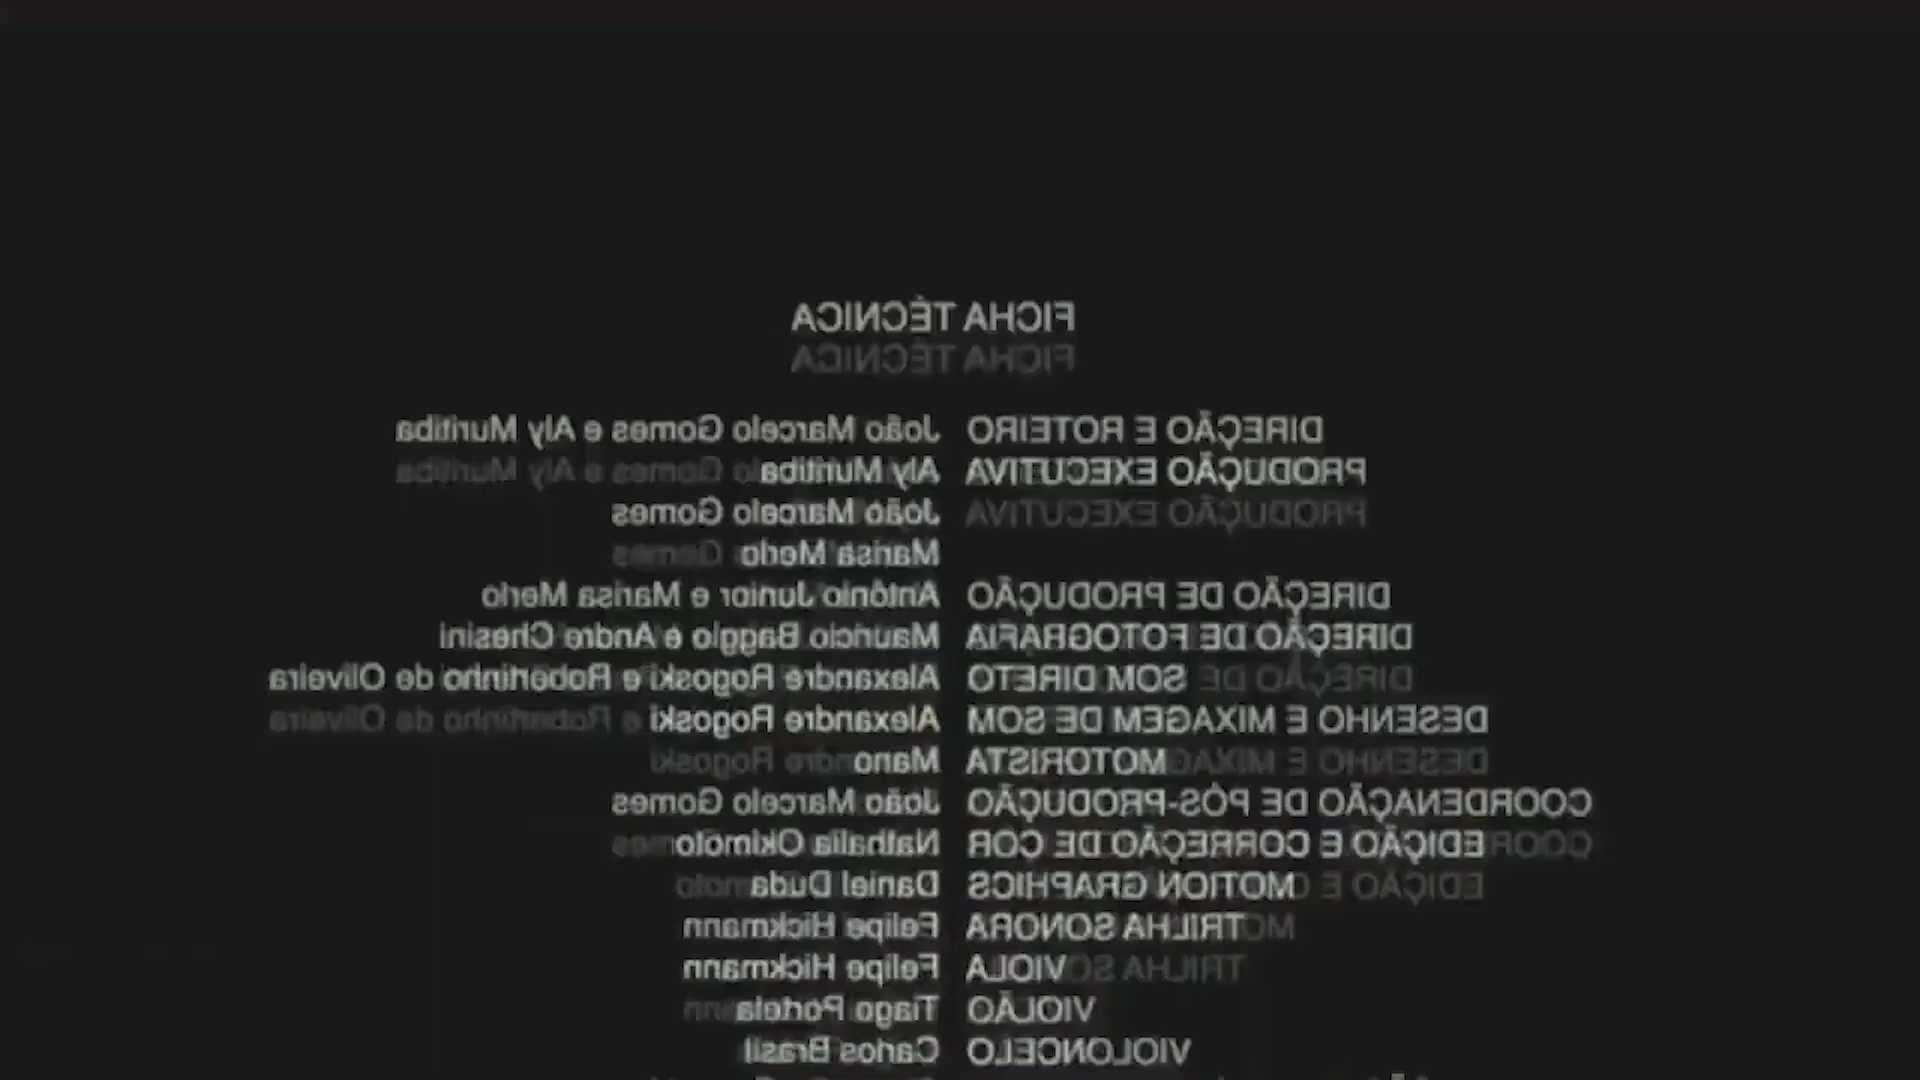 FICHA TÉCNICA
DIREÇÃO E ROTEIRO João Marcelo Gomes e Aly Muritiba
PRODUÇÃO EXECUTIVA Aly Muritiba
João Marcelo Gomes
Marisa Merlo
DIREÇÃO DE PRODUÇÃO Antônio Junior e Marisa Merlo
DIREÇÃO DE FOTOGRAFIA Mauricio Baggio e Andre Chesini
SOM DIRETO Alexandre Rogoski e Robertinho de Oliveira
DESENHO E MIXAGEM DE SOM Alexandre Rogoski
MOTORISTA Mano
COORDENAÇÃO DE PÓS-PRODUÇÃO João Marcelo Gomes
EDIÇÃO E CORREÇÃO DE COR Nathalia Okimoto
MOTION GRAPHICS Daniel Duda
TRILHA SONORA Felipe Hickmann
VIOLA Felipe Hickmann
VIOLÃO Tiago Portela
VIOLONCELO Carlos Brasil